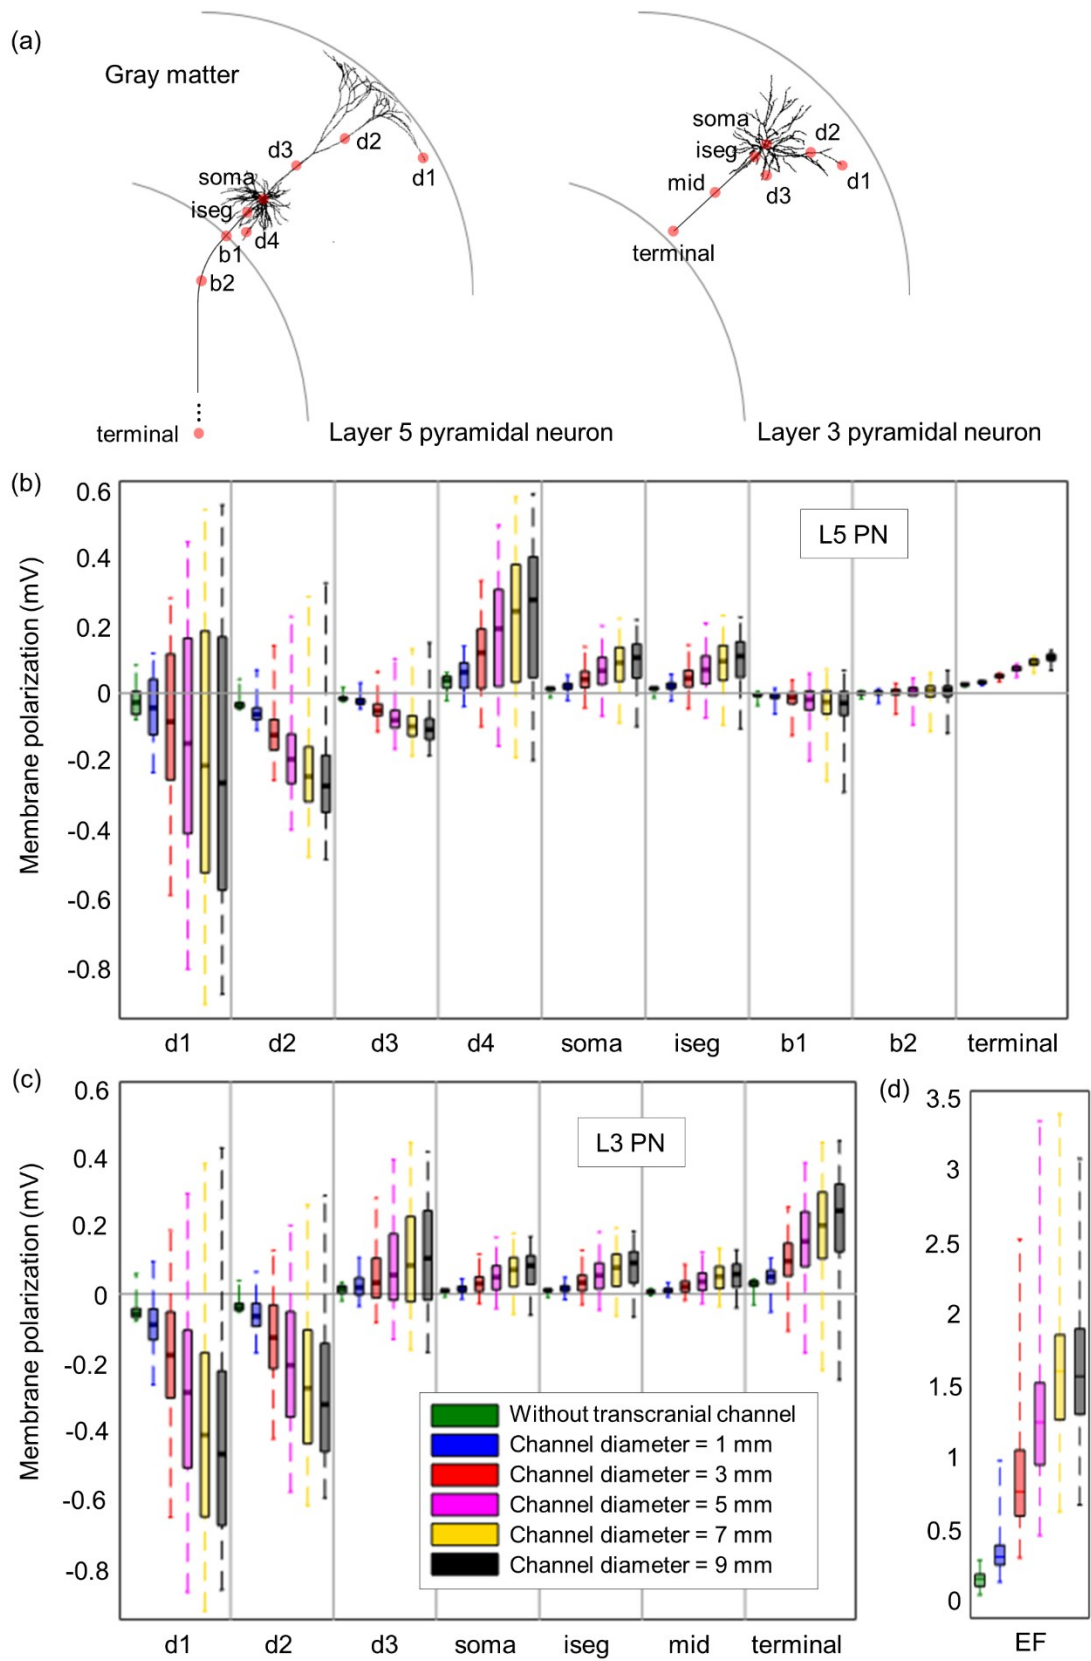 (a)
Gray matter
soma
iseg
d3
d2
d1
d4
b1
b2
terminal
Layer 5 pyramidal neuron
soma
iseg
d2
d1
d3
mid
terminal
Layer 3 pyramidal neuron
(b)
Membrane polarization (mV)
0.6
0.4
0.2
0
-0.2
-0.4
-0.6
-0.8
L5 PN
d1 d2 d3 d4 soma iseg b1 b2 terminal
(c)
Membrane polarization (mV)
0.6
0.4
0.2
0
-0.2
-0.4
-0.6
-0.8
L3 PN
Without transcranial channel
Channel diameter = 1 mm
Channel diameter = 3 mm
Channel diameter = 5 mm
Channel diameter = 7 mm
Channel diameter = 9 mm
d1 d2 d3 soma iseg mid terminal
(d)
3.5
3
2.5
2
1.5
1
0.5
0
EF